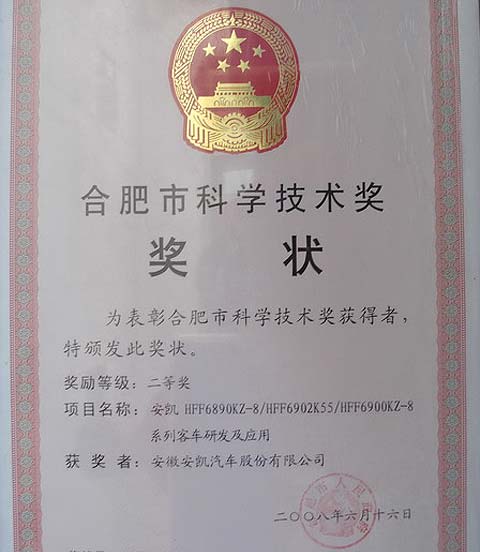 合肥市科学技术奖
奖 状
为表彰合肥市科学技术奖获得者，
特颁发此奖状。
奖励等级：二等奖
项目名称：安凯 HFF6890KZ-8/HFF6902K55/HFF6900KZ-8
系列客车研发及应用
获 奖 者：安徽安凯汽车股份有限公司
二〇〇八年六月十六日